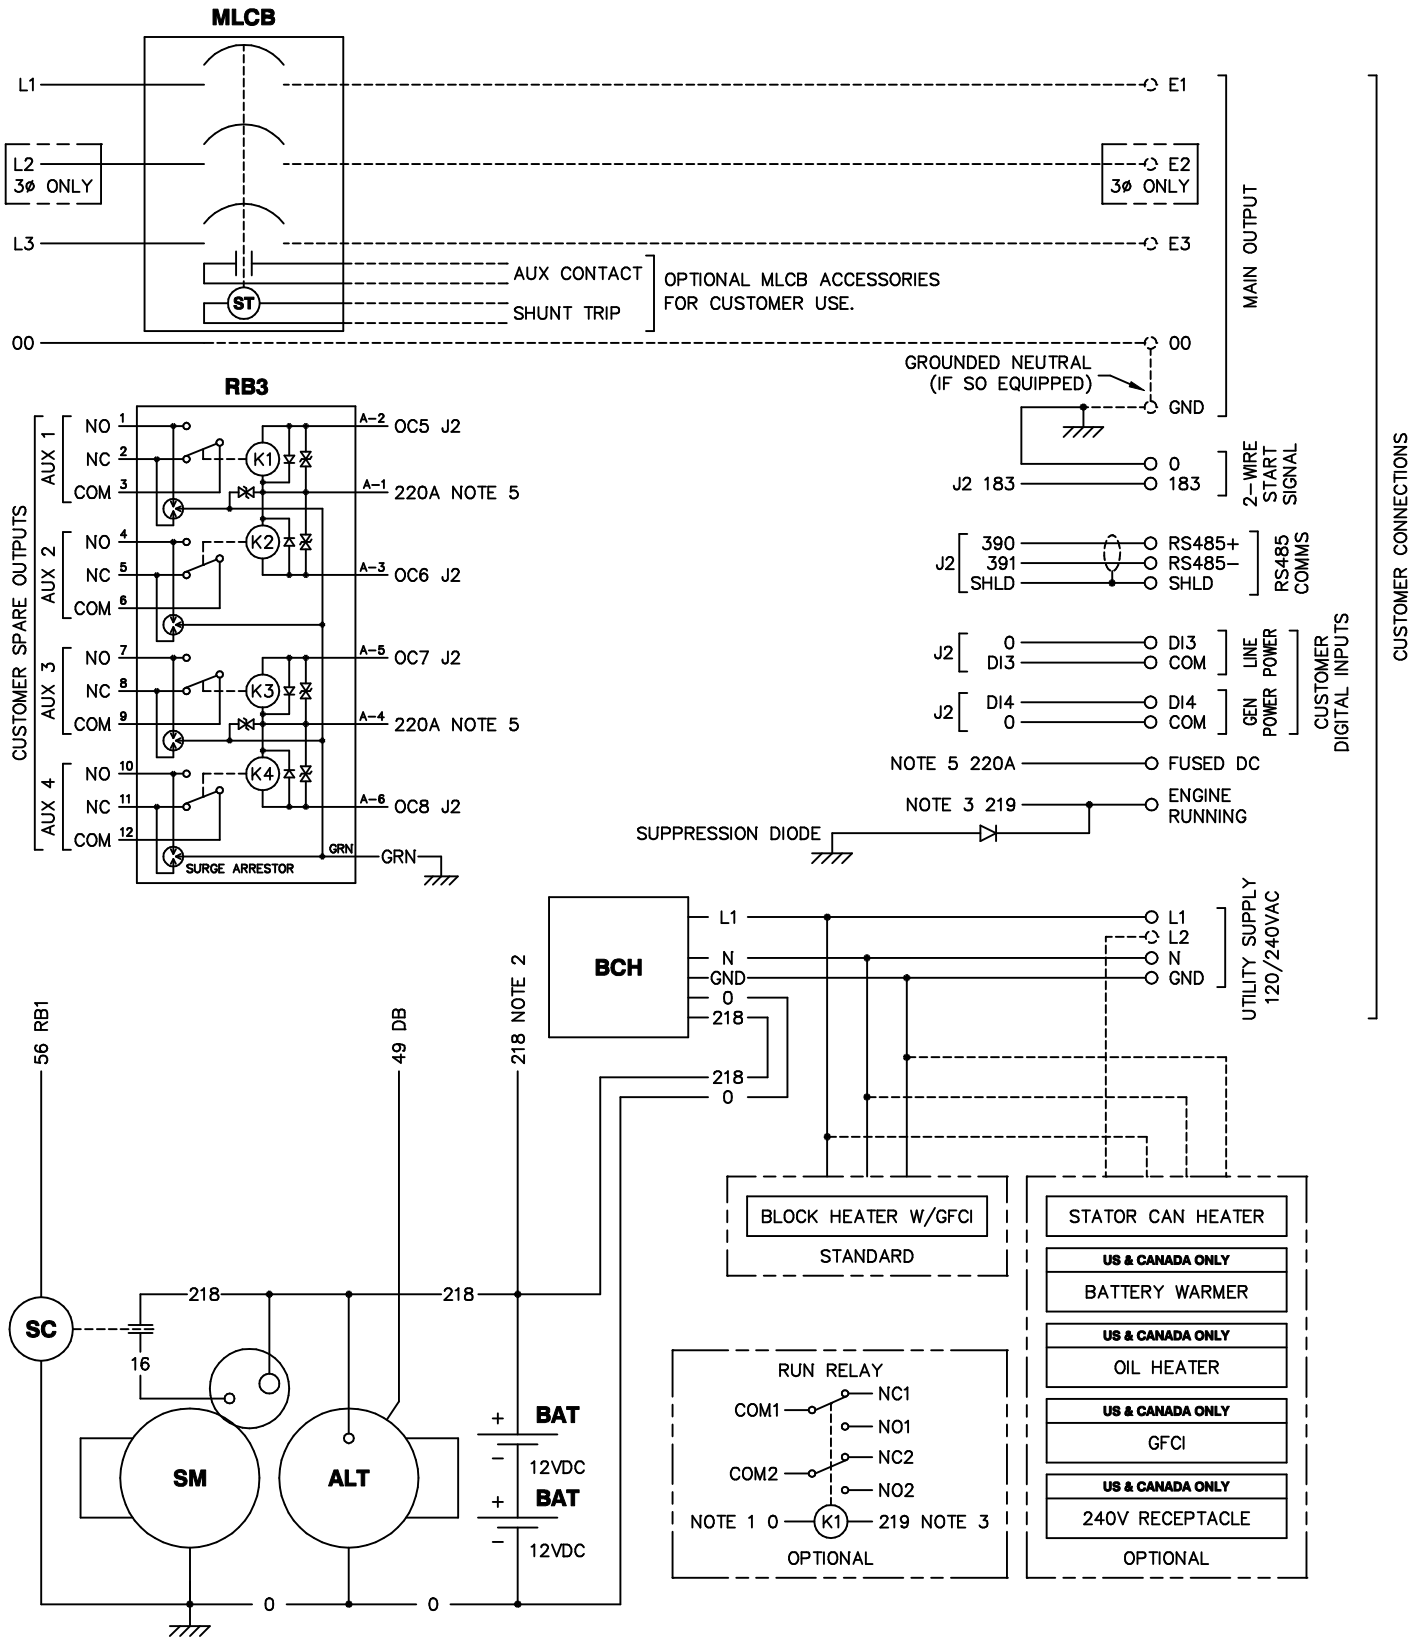 MLCB
L1
E1
L2
3ø ONLY
E2
3ø ONLY
L3
E3
MAIN OUTPUT
AUX CONTACT
ST
SHUNT TRIP
OPTIONAL MLCB ACCESSORIES
FOR CUSTOMER USE.
00
00
GROUNDED NEUTRAL
(IF SO EQUIPPED)
GND
RB3
CUSTOMER SPARE OUTPUTS
AUX 1
NO 1
NC 2
COM 3
K1
A-2 OC5 J2
A-1 220A NOTE 5
AUX 2
NO 4
NC 5
COM 6
K2
A-3 OC6 J2
AUX 3
NO 7
NC 8
COM 9
K3
A-5 OC7 J2
A-4 220A NOTE 5
AUX 4
NO 10
NC 11
COM 12
K4
A-6 OC8 J2
GRN
GRN
SURGE ARRESTOR
0
J2 183
183
2-WIRE
START
SIGNAL
J2
390
RS485+
391
RS485-
SHLD
SHLD
RS485
COMMS
J2
0
DI3
DI3
COM
LINE
POWER
J2
DI4
DI4
0
COM
GEN
POWER
CUSTOMER
DIGITAL INPUTS
CUSTOMER CONNECTIONS
NOTE 5 220A
FUSED DC
NOTE 3 219
ENGINE
RUNNING
SUPPRESSION DIODE
BCH
L1
N
GND
0
218
218
0
L1
L2
N
GND
UTILITY SUPPLY
120/240VAC
56 RB1
49 DB
218 NOTE 2
BLOCK HEATER W/GFCI
STANDARD
STATOR CAN HEATER
US & CANADA ONLY
BATTERY WARMER
US & CANADA ONLY
OIL HEATER
US & CANADA ONLY
GFCI
US & CANADA ONLY
240V RECEPTACLE
OPTIONAL
SC
218
218
16
SM
ALT
+ BAT
- 12VDC
+ BAT
- 12VDC
0
0
RUN RELAY
NC1
COM1
NO1
NC2
COM2
NO2
NOTE 1 0
K1
219 NOTE 3
OPTIONAL